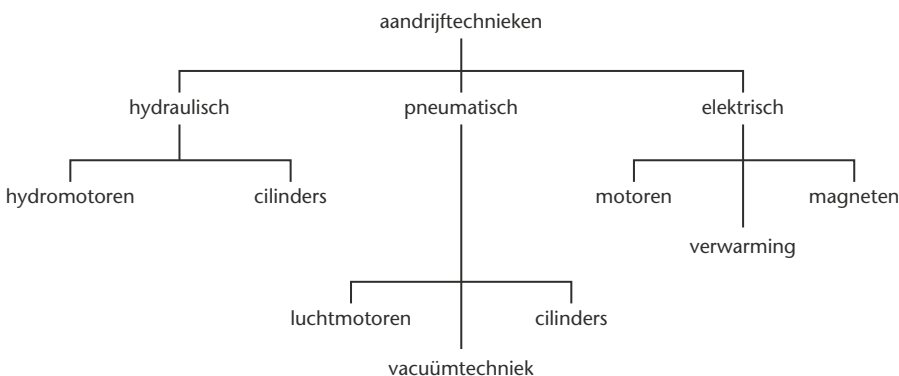 aandrijftechnieken
hydraulisch
pneumatisch
elektrisch
hydromotoren
cilinders
motoren
magneten
verwarming
luchtmotoren
cilinders
vacuümtechniek